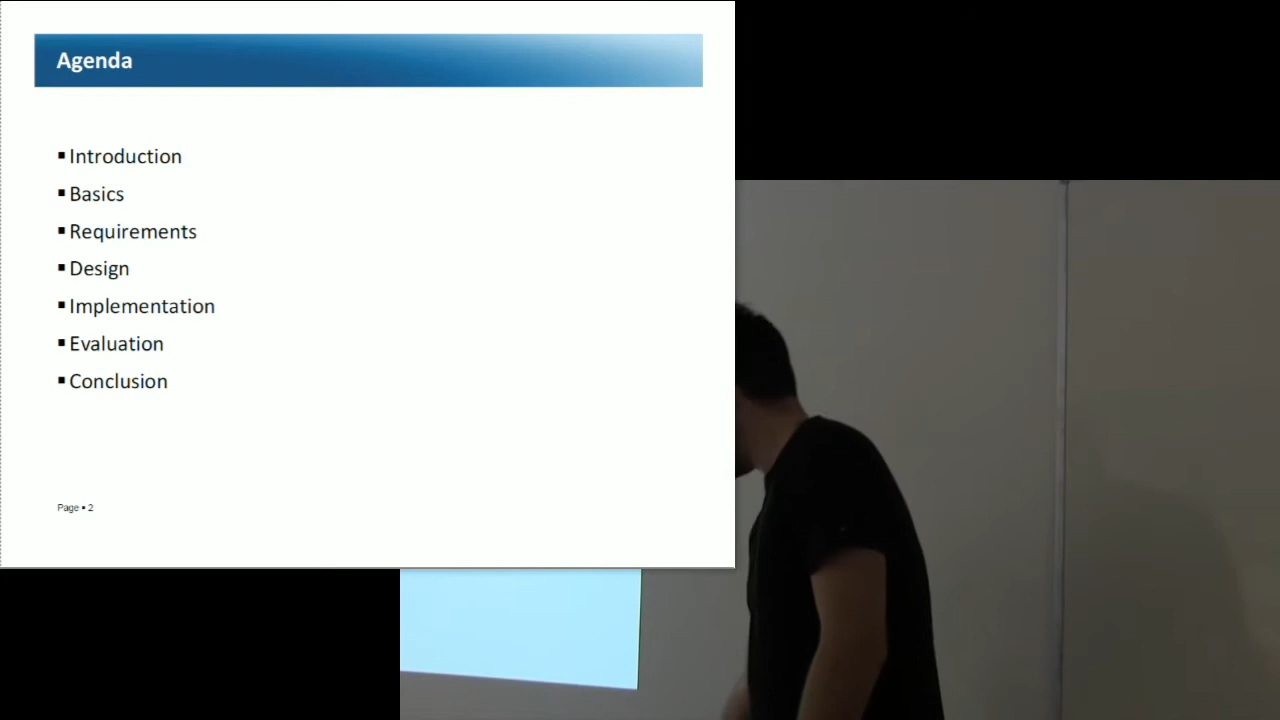 Agenda
▪ Introduction
▪ Basics
▪ Requirements
▪ Design
▪ Implementation
▪ Evaluation
▪ Conclusion
Page ▪ 2